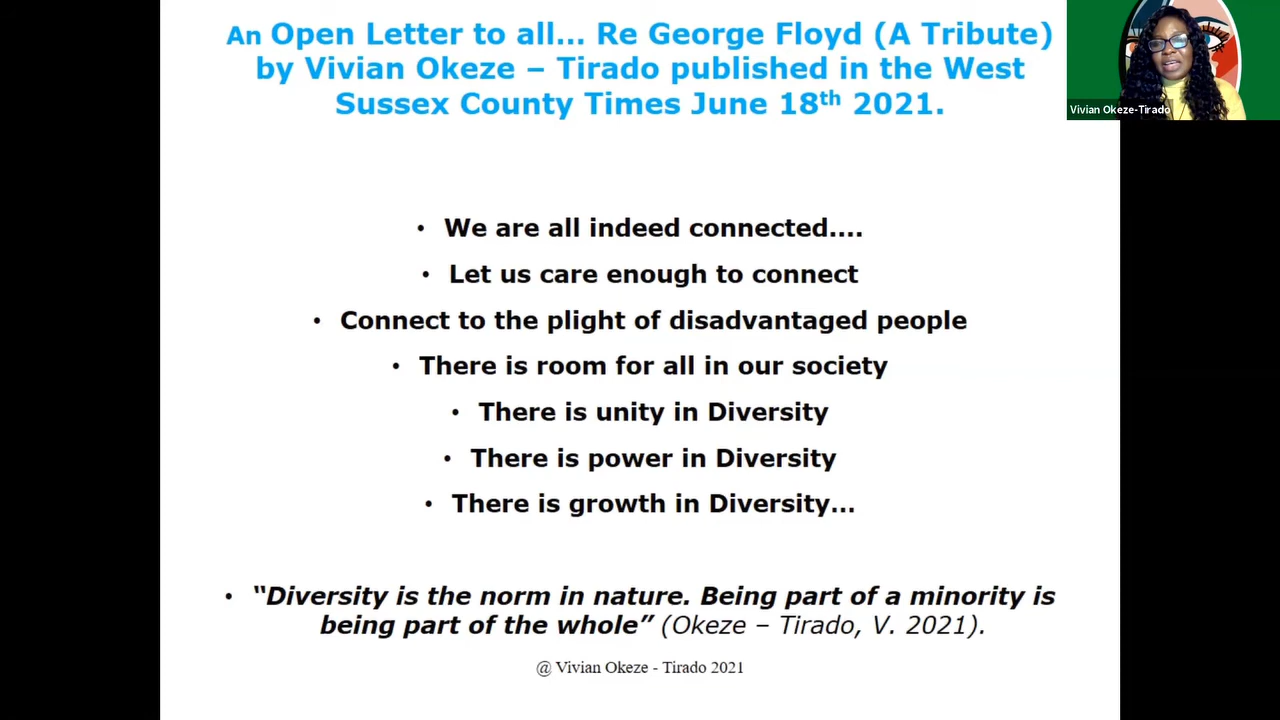 An Open Letter to all... Re George Floyd (A Tribute)
by Vivian Okeze – Tirado published in the West
Sussex County Times June 18th 2021.
Vivian Okeze-Tirado
• We are all indeed connected....
• Let us care enough to connect
• Connect to the plight of disadvantaged people
• There is room for all in our society
• There is unity in Diversity
• There is power in Diversity
• There is growth in Diversity...
• “Diversity is the norm in nature. Being part of a minority is
being part of the whole” (Okeze – Tirado, V. 2021).
@ Vivian Okeze - Tirado 2021